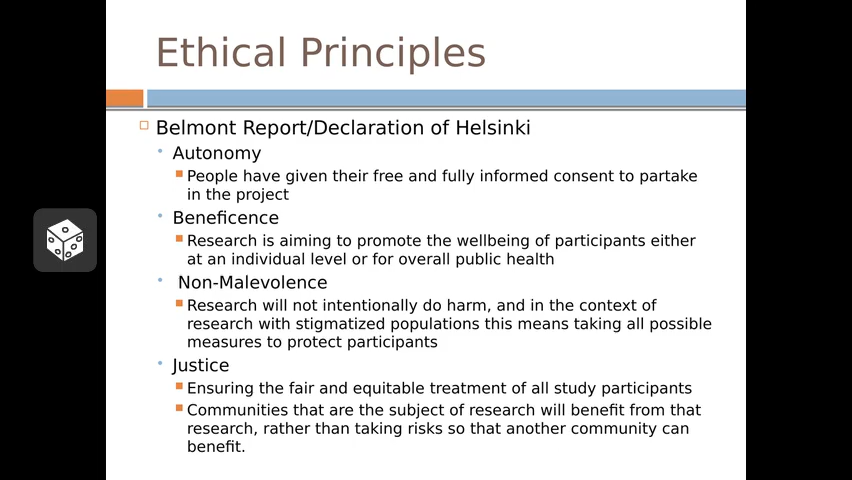 Ethical Principles
Belmont Report/Declaration of Helsinki
Autonomy
People have given their free and fully informed consent to partake
in the project
Beneficence
Research is aiming to promote the wellbeing of participants either
at an individual level or for overall public health
Non-Malevolence
Research will not intentionally do harm, and in the context of
research with stigmatized populations this means taking all possible
measures to protect participants
Justice
Ensuring the fair and equitable treatment of all study participants
Communities that are the subject of research will benefit from that
research, rather than taking risks so that another community can
benefit.